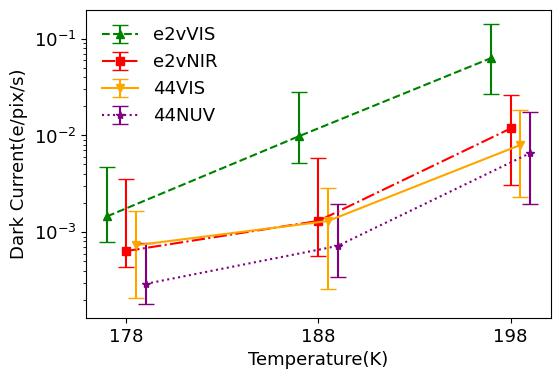 e2vVIS
e2vNIR
44VIS
44NUV
10⁻¹
10⁻²
10⁻³
Dark Current(e/pix/s)
178 188 198
Temperature(K)